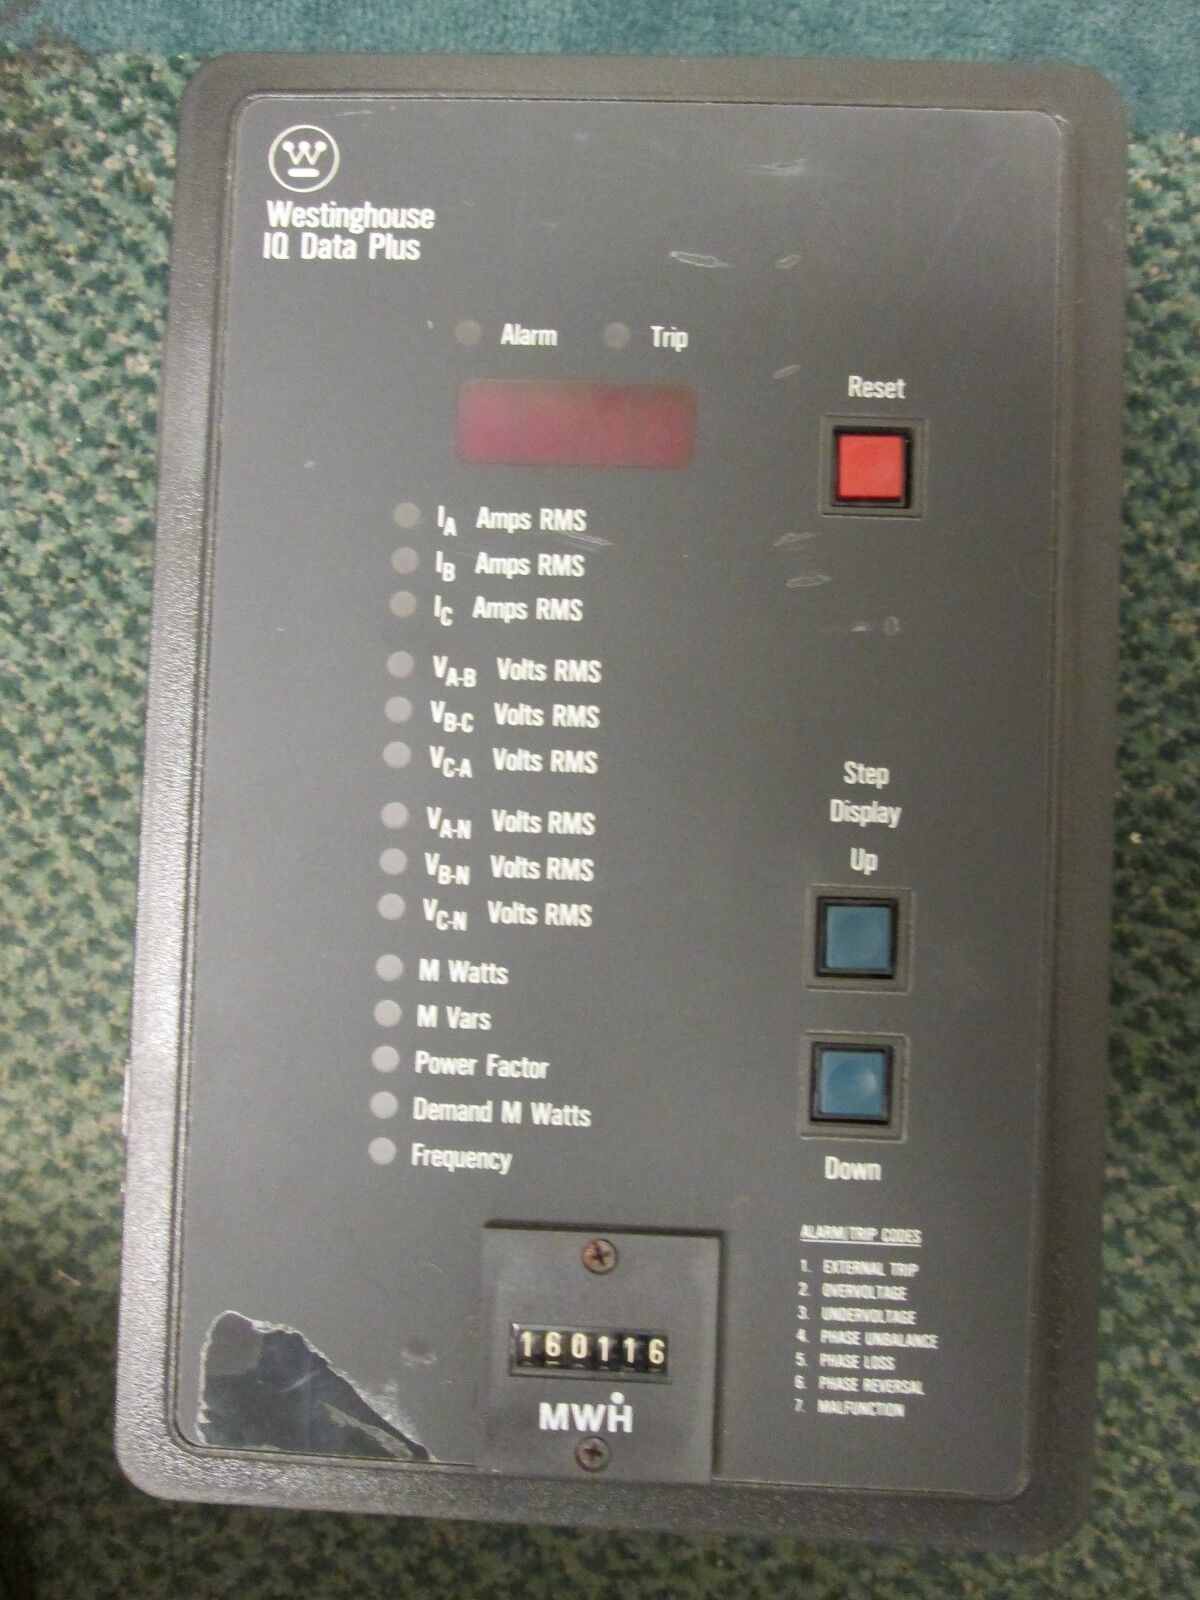 W
Westinghouse
IQ Data Plus
Alarm Trip
Reset
IA Amps RMS
IB Amps RMS
IC Amps RMS
VA-B Volts RMS
VB-C Volts RMS
VC-A Volts RMS
VA-N Volts RMS
VB-N Volts RMS
VC-N Volts RMS
M Watts
M Vars
Power Factor
Demand M Watts
Frequency
Step
Display
Up
Down
ALARM/TRIP CODES
1. EXTERNAL TRIP
2. OVERVOLTAGE
3. UNDERVOLTAGE
4. PHASE UNBALANCE
5. PHASE LOSS
6. PHASE REVERSAL
7. MALFUNCTION
160116
MWH